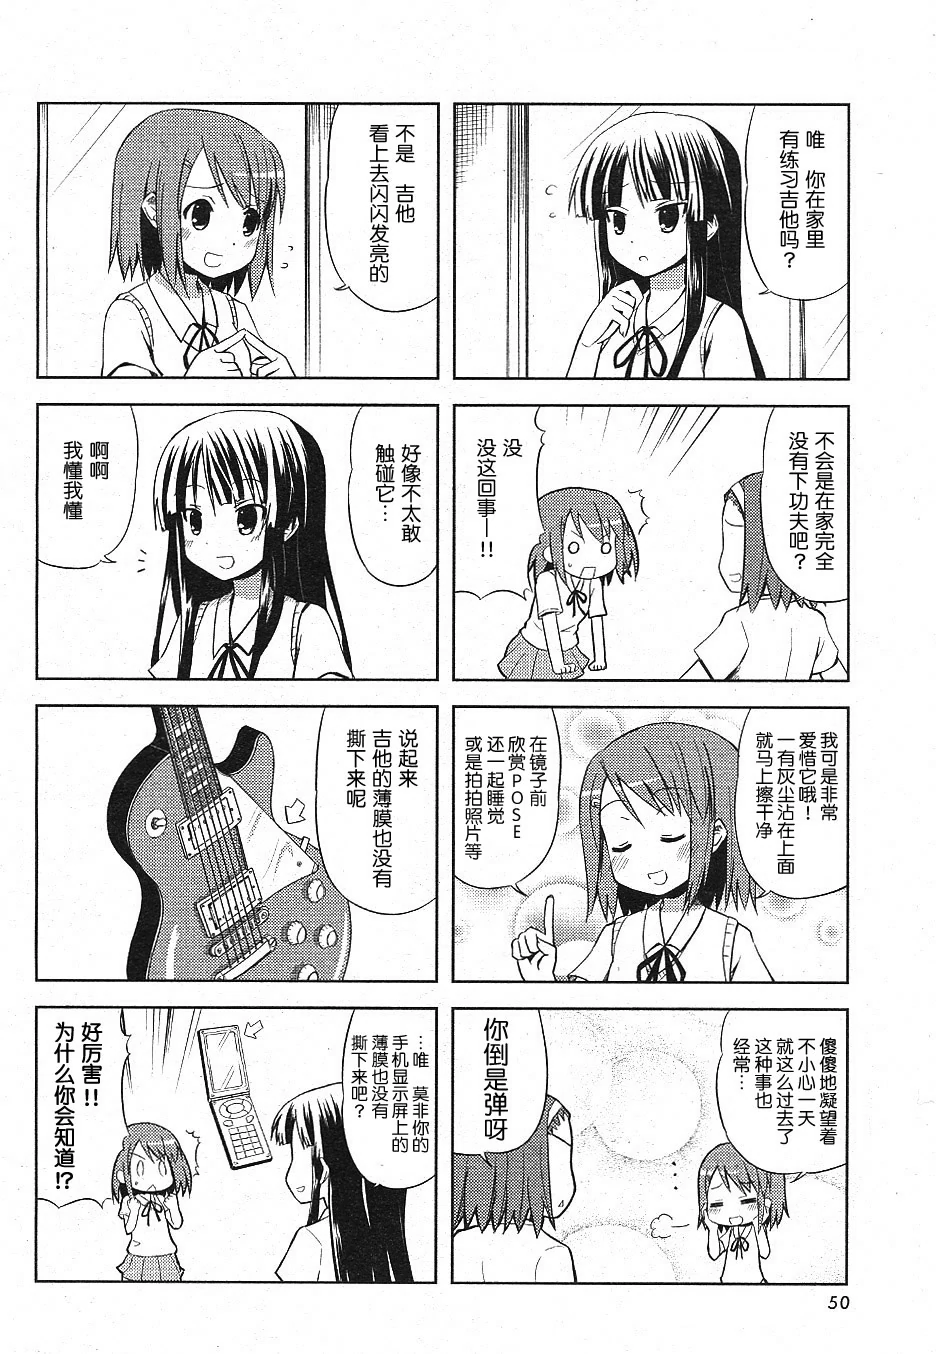 唯　你在家里
有练习吉他吗？
不会是在家完全
没有下功夫吧？
没
没这回事—!!
我可是非常
爱惜它哦！
一有灰尘沾在上面
就马上擦干净
在镜子前
欣赏POSE
还一起睡觉
或是拍拍照片等
傻傻地凝望着
不小心一天
就这么过去了
这种事也
经常…
…
你倒是弹呀
不是　吉他
看上去闪闪发亮的
好像不太敢
触碰它…
啊啊
我懂我懂
说起来
吉他的薄膜也没有
撕下来呢
…唯　莫非你的
手机显示屏上的
薄膜也没有
撕下来吧？
好厉害!!
为什么你会知道!?
50